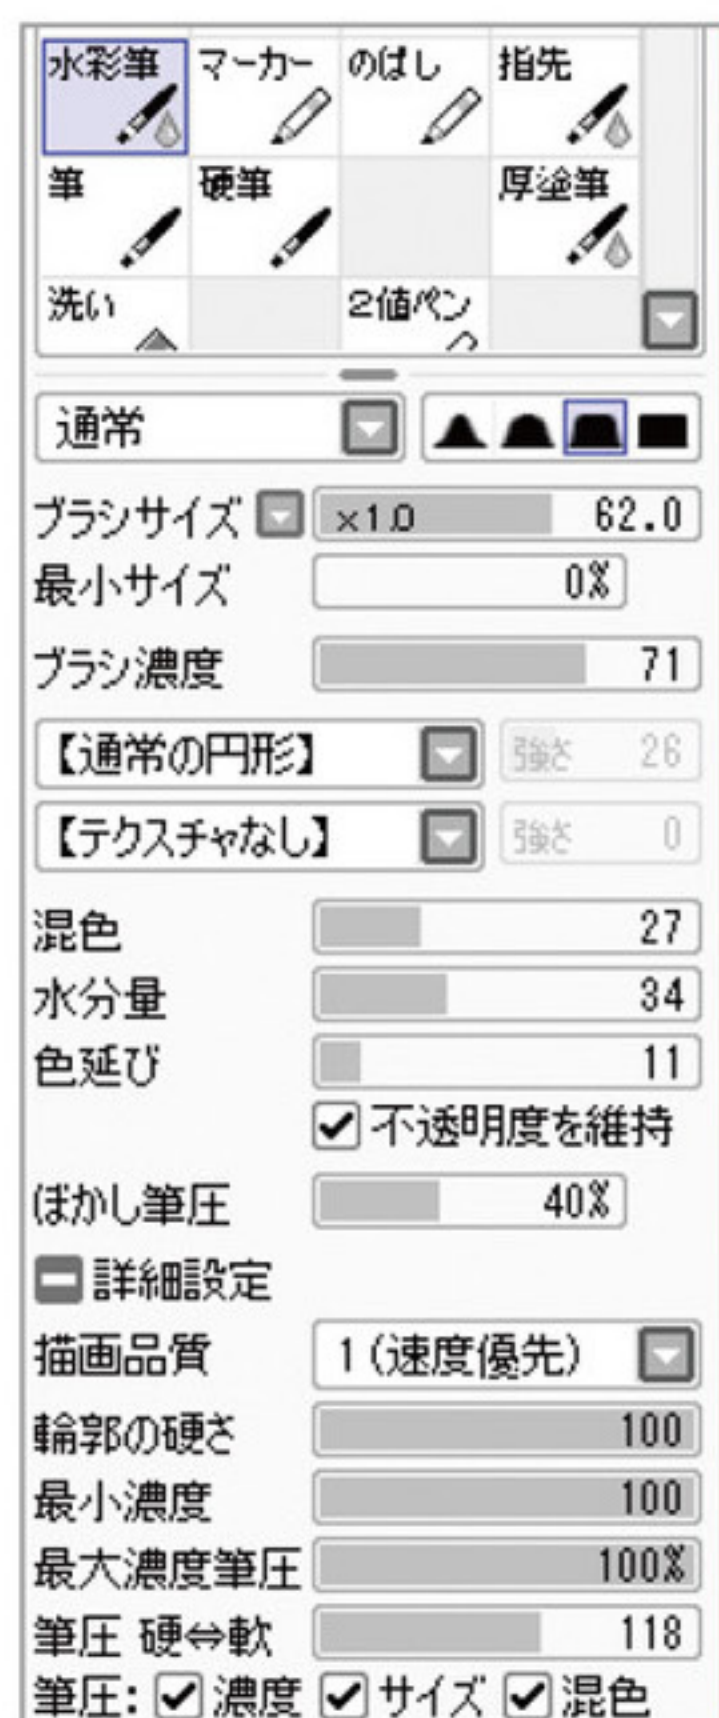 水彩筆 マーカー のばし 指先
筆 硬筆 厚塗筆
洗い 2値ペン
通常
ブラシサイズ ×1.0 62.0
最小サイズ 0%
ブラシ濃度 71
【通常の円形】 強さ 26
【テクスチャなし】 強さ 0
混色 27
水分量 34
色延び 11
不透明度を維持
ぼかし筆圧 40%
詳細設定
描画品質 1(速度優先)
輪郭の硬さ 100
最小濃度 100
最大濃度筆圧 100%
筆圧 硬⇔軟 118
筆圧: 濃度 サイズ 混色